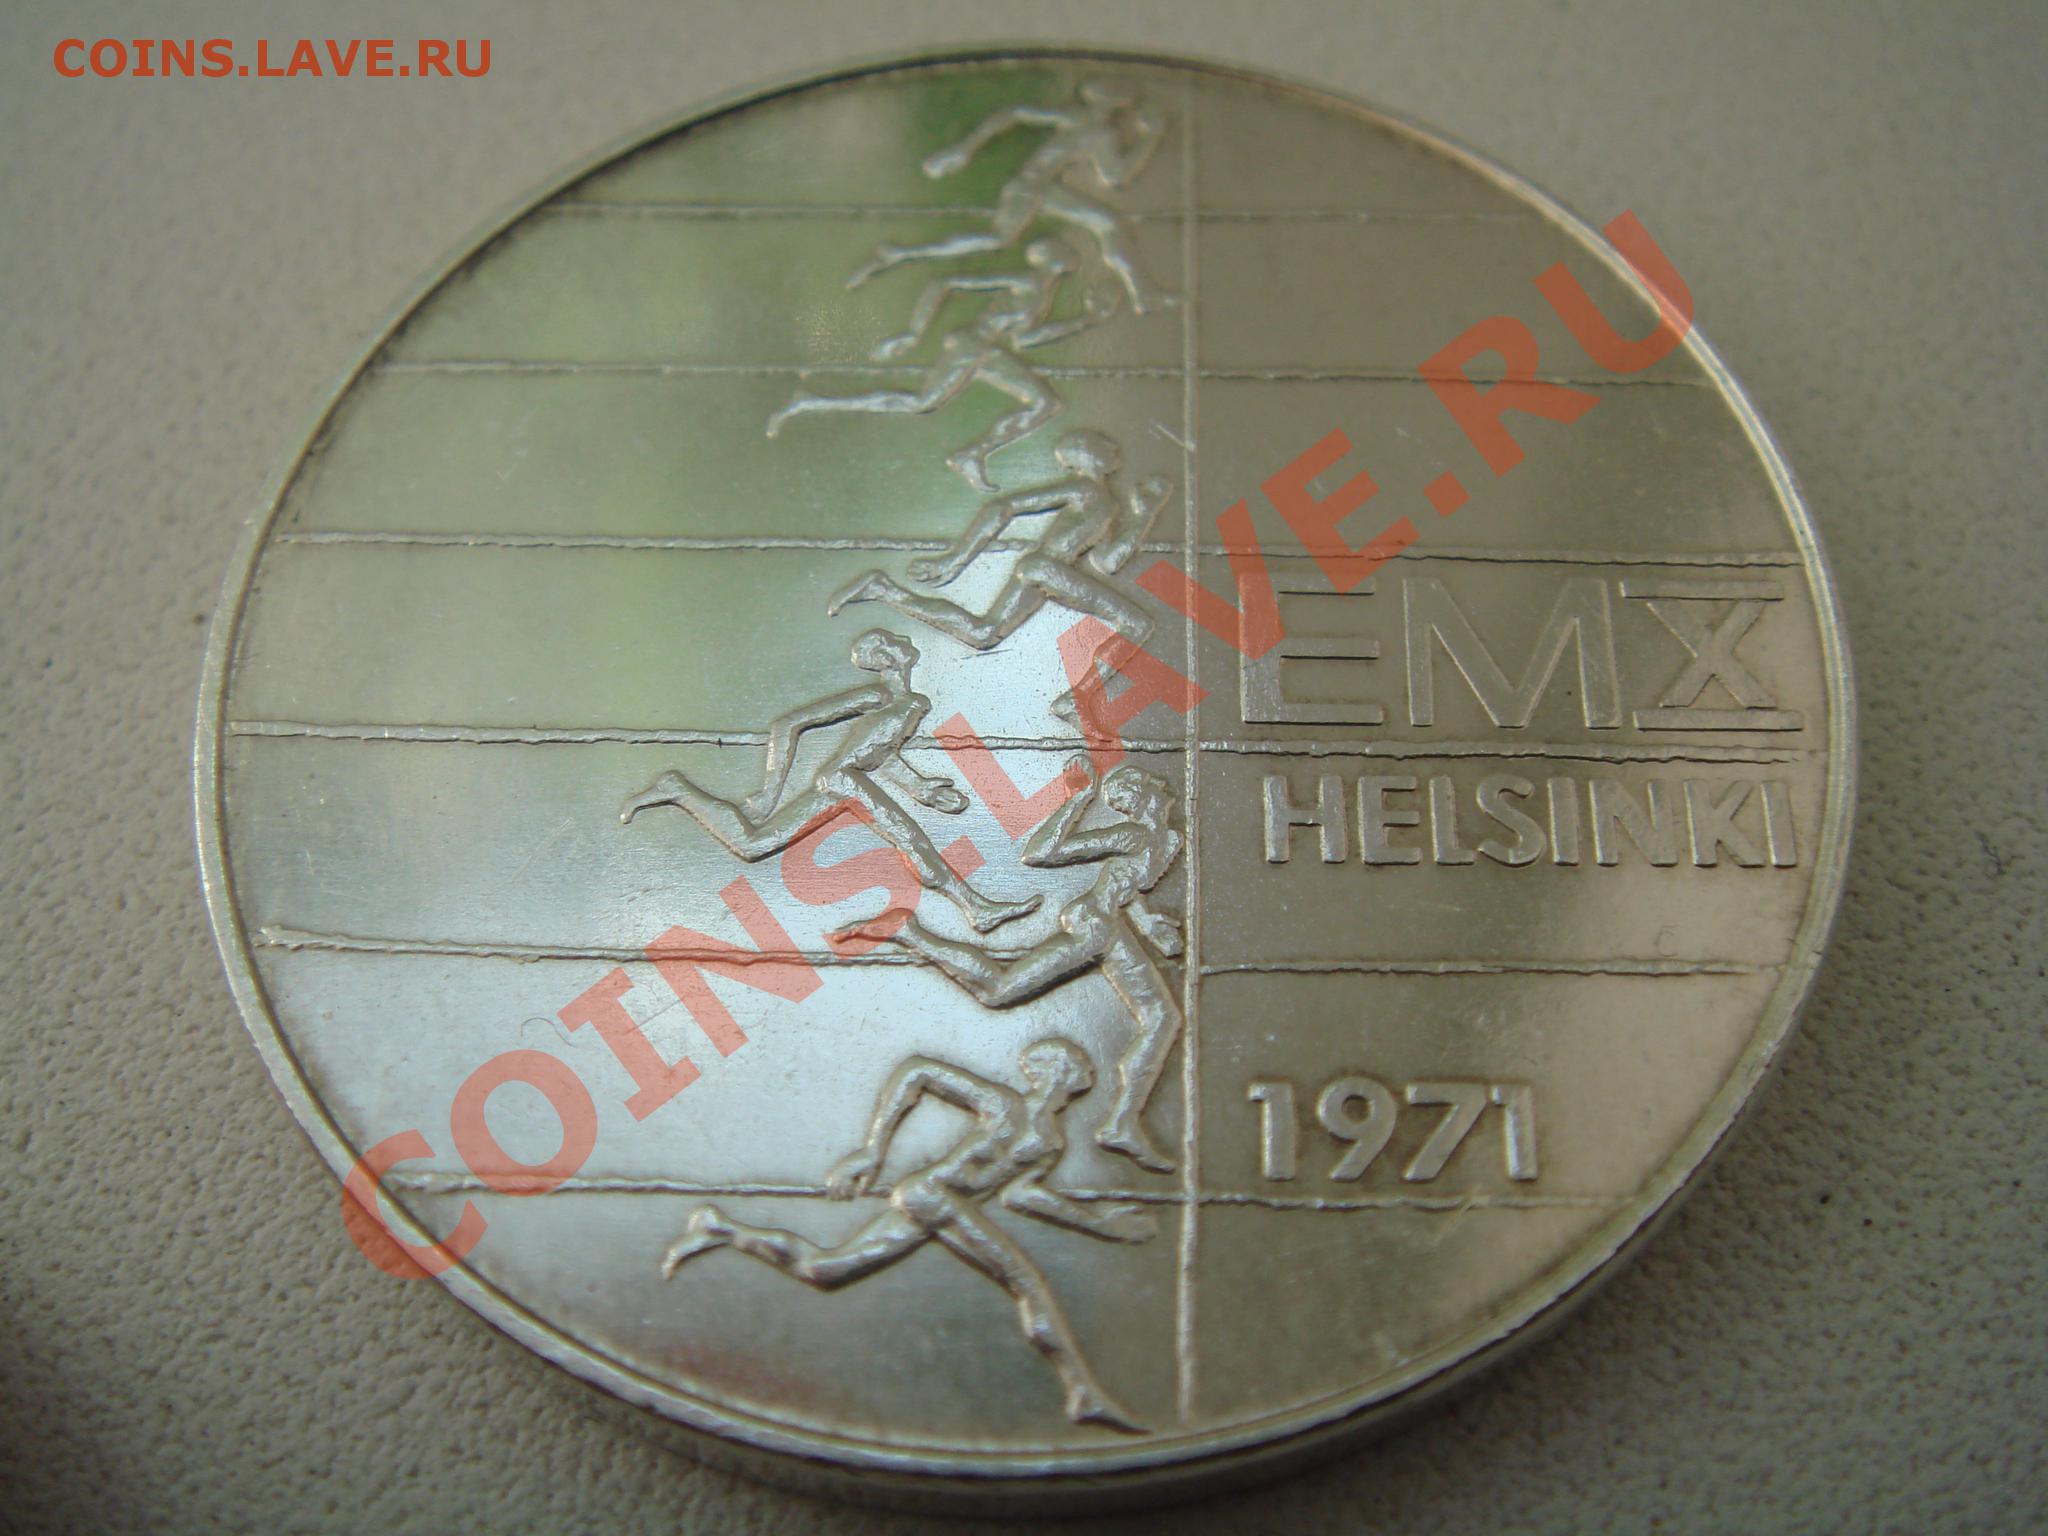 COINS.LAVE.RU
EMX
HELSINKI
1971
COINS.LAVE.RU